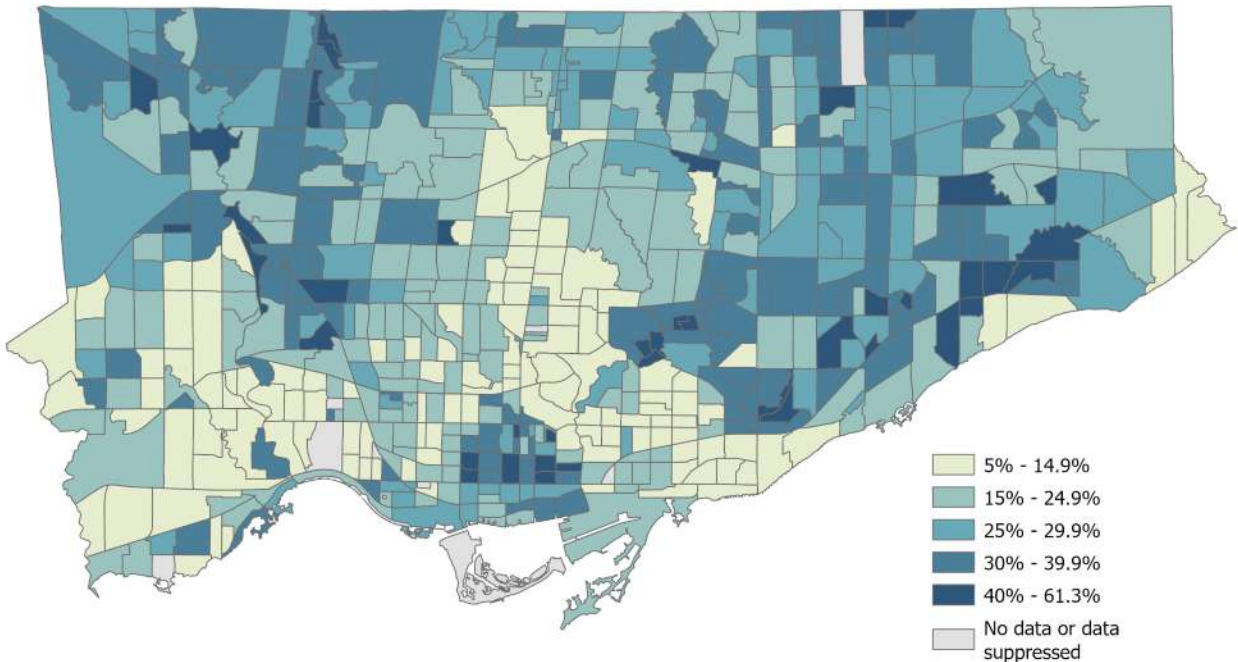 5% - 14.9%
15% - 24.9%
25% - 29.9%
30% - 39.9%
40% - 61.3%
No data or data
suppressed